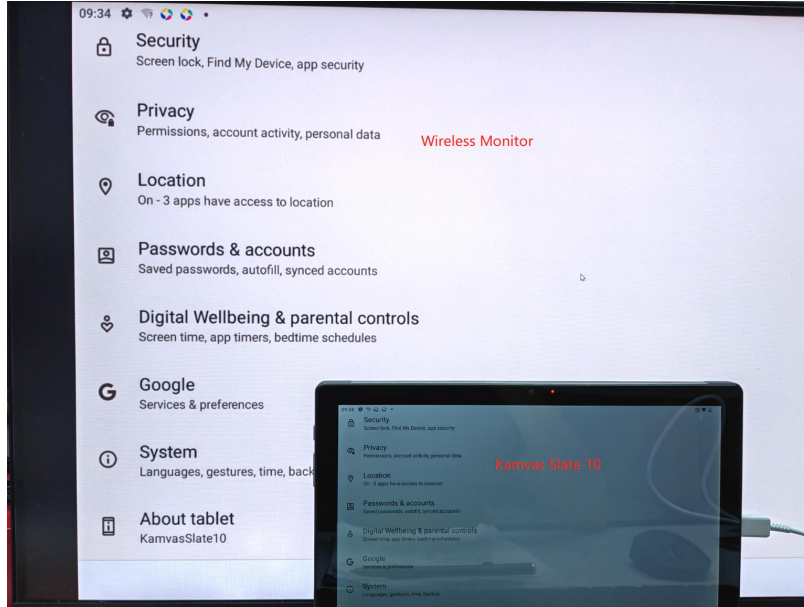 09:34
Security
Screen lock, Find My Device, app security
Privacy
Permissions, account activity, personal data
Wireless Monitor
Location
On - 3 apps have access to location
Passwords & accounts
Saved passwords, autofill, synced accounts
Digital Wellbeing & parental controls
Screen time, app timers, bedtime schedules
Google
Services & preferences
System
Languages, gestures, time, back
About tablet
KamvasSlate10
09:34
Security
Screen lock, Find My Device, app security
Privacy
Permissions, account activity, personal data
Kamvas Slate 10
Location
On - 3 apps have access to location
Passwords & accounts
Saved passwords, autofill, synced accounts
Digital Wellbeing & parental controls
Screen time, app timers, bedtime schedules
Google
Services & preferences
System
Languages, gestures, time, backup